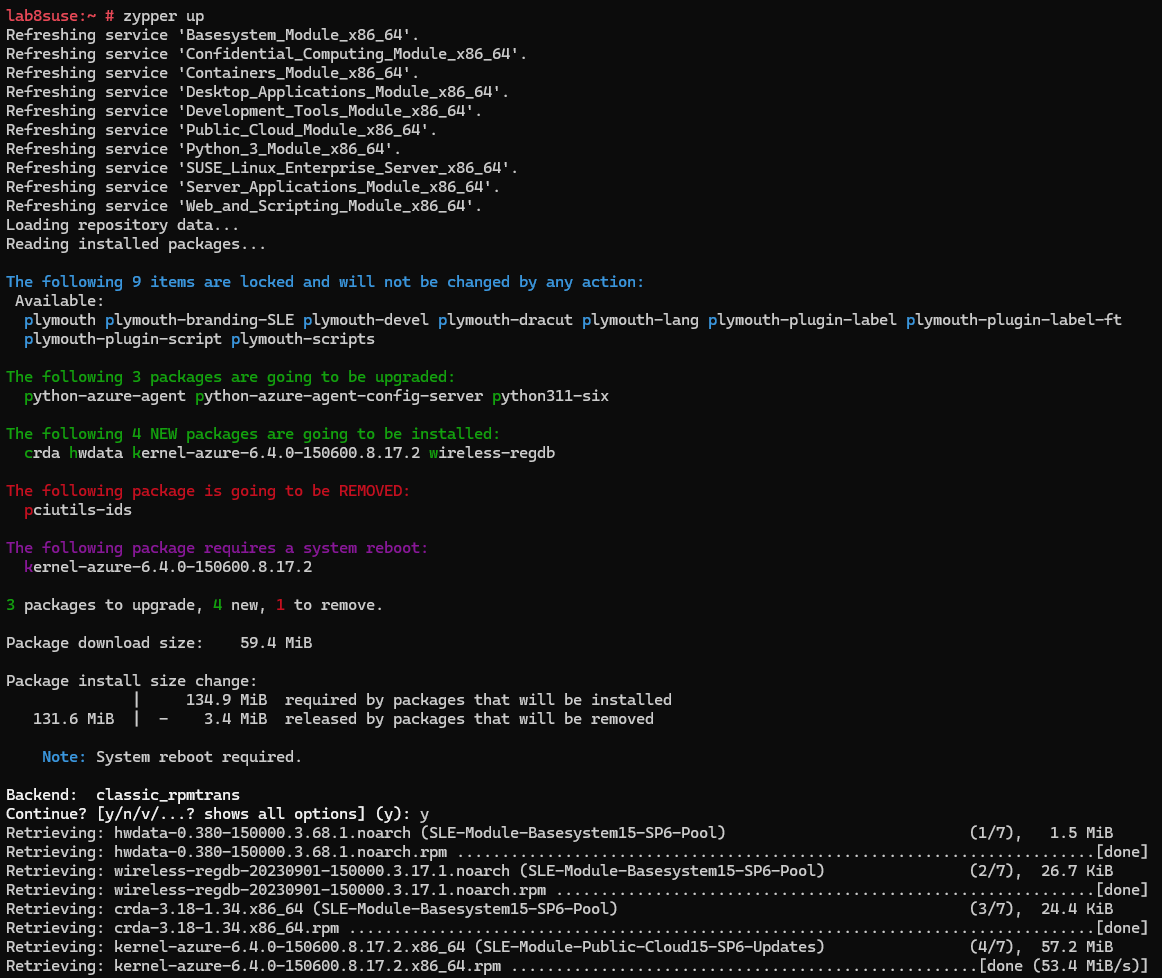 lab8suse:~ # zypper up
Refreshing service 'Basesystem_Module_x86_64'.
Refreshing service 'Confidential_Computing_Module_x86_64'.
Refreshing service 'Containers_Module_x86_64'.
Refreshing service 'Desktop_Applications_Module_x86_64'.
Refreshing service 'Development_Tools_Module_x86_64'.
Refreshing service 'Public_Cloud_Module_x86_64'.
Refreshing service 'Python_3_Module_x86_64'.
Refreshing service 'SUSE_Linux_Enterprise_Server_x86_64'.
Refreshing service 'Server_Applications_Module_x86_64'.
Refreshing service 'Web_and_Scripting_Module_x86_64'.
Loading repository data...
Reading installed packages...
The following 9 items are locked and will not be changed by any action:
 Available:
  plymouth plymouth-branding-SLE plymouth-devel plymouth-dracut plymouth-lang plymouth-plugin-label plymouth-plugin-label-ft
  plymouth-plugin-script plymouth-scripts
The following 3 packages are going to be upgraded:
  python-azure-agent python-azure-agent-config-server python311-six
The following 4 NEW packages are going to be installed:
  crda hwdata kernel-azure-6.4.0-150600.8.17.2 wireless-regdb
The following package is going to be REMOVED:
  pciutils-ids
The following package requires a system reboot:
  kernel-azure-6.4.0-150600.8.17.2
3 packages to upgrade, 4 new, 1 to remove.
Package download size:    59.4 MiB
Package install size change:
              |     134.9 MiB  required by packages that will be installed
   131.6 MiB  |  -    3.4 MiB  released by packages that will be removed
    Note: System reboot required.
Backend:  classic_rpmtrans
Continue? [y/n/v/...? shows all options] (y): y
Retrieving: hwdata-0.380-150000.3.68.1.noarch (SLE-Module-Basesystem15-SP6-Pool) (1/7),   1.5 MiB
Retrieving: hwdata-0.380-150000.3.68.1.noarch.rpm .......................................................................[done]
Retrieving: wireless-regdb-20230901-150000.3.17.1.noarch (SLE-Module-Basesystem15-SP6-Pool) (2/7),  26.7 KiB
Retrieving: wireless-regdb-20230901-150000.3.17.1.noarch.rpm ............................................................[done]
Retrieving: crda-3.18-1.34.x86_64 (SLE-Module-Basesystem15-SP6-Pool) (3/7),  24.4 KiB
Retrieving: crda-3.18-1.34.x86_64.rpm ...................................................................................[done]
Retrieving: kernel-azure-6.4.0-150600.8.17.2.x86_64 (SLE-Module-Public-Cloud15-SP6-Updates) (4/7),  57.2 MiB
Retrieving: kernel-azure-6.4.0-150600.8.17.2.x86_64.rpm ....................................................[done (53.4 MiB/s)]